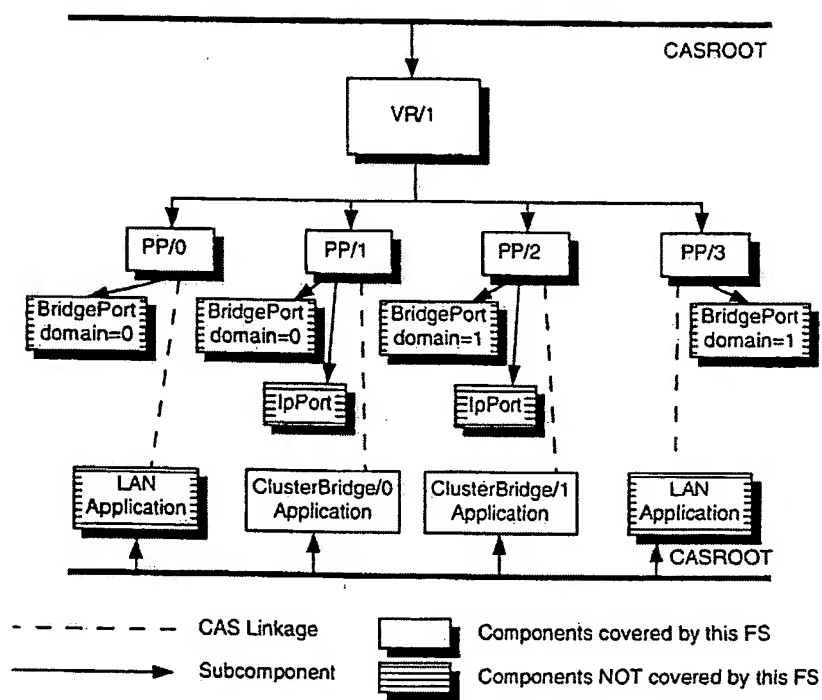 CASROOT
VR/1
PP/0
PP/1
PP/2
PP/3
BridgePort
domain=0
BridgePort
domain=0
BridgePort
domain=1
BridgePort
domain=1
IpPort
IpPort
LAN
Application
ClusterBridge/0
Application
ClusterBridge/1
Application
LAN
Application
CASROOT
CAS Linkage
Components covered by this FS
Subcomponent
Components NOT covered by this FS